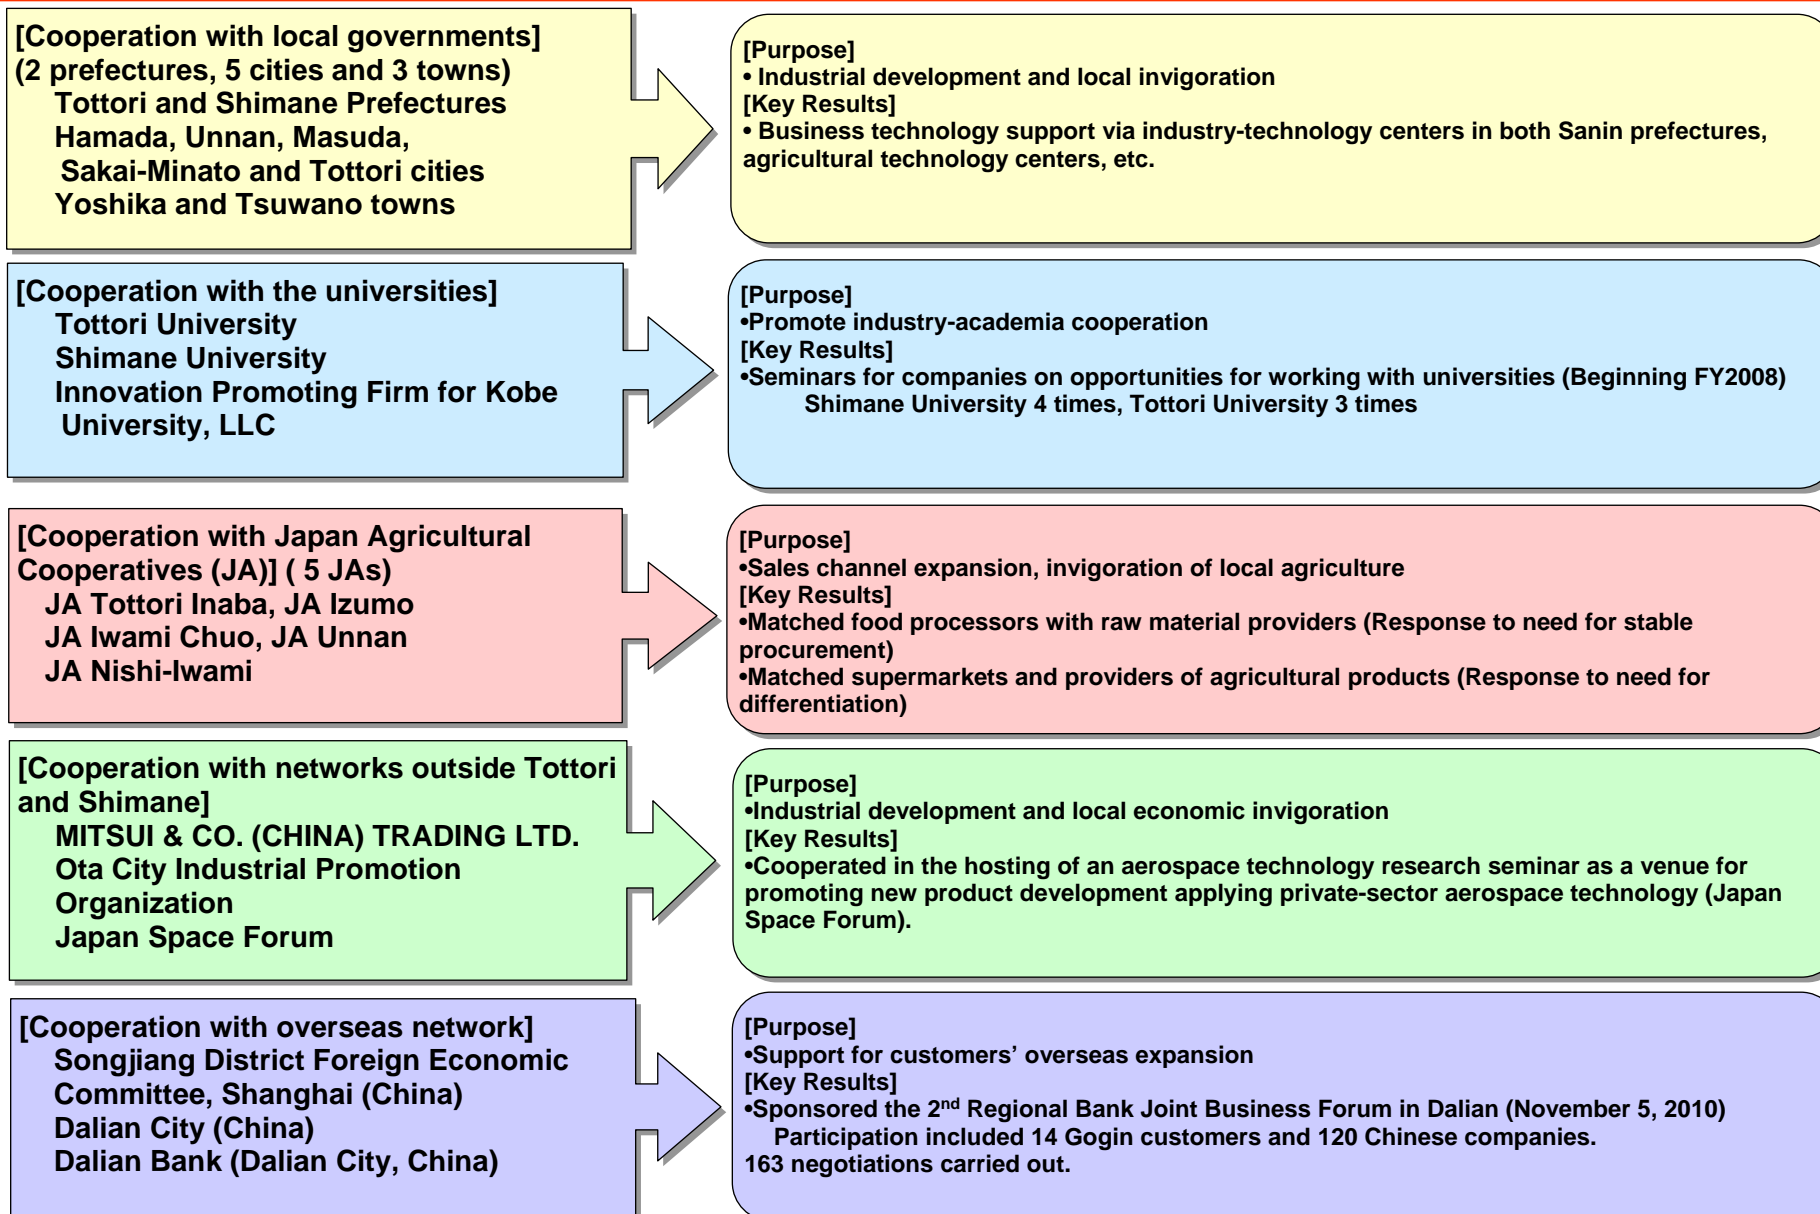 [Cooperation with local governments]
(2 prefectures, 5 cities and 3 towns)
Tottori and Shimane Prefectures
Hamada, Unnan, Masuda,
Sakai-Minato and Tottori cities
Yoshika and Tsuwano towns
[Purpose]
• Industrial development and local invigoration
[Key Results]
• Business technology support via industry-technology centers in both Sanin prefectures,
agricultural technology centers, etc.
[Cooperation with the universities]
Tottori University
Shimane University
Innovation Promoting Firm for Kobe
University, LLC
[Purpose]
•Promote industry-academia cooperation
[Key Results]
•Seminars for companies on opportunities for working with universities (Beginning FY2008)
Shimane University 4 times, Tottori University 3 times
[Cooperation with Japan Agricultural
Cooperatives (JA)] ( 5 JAs)
JA Tottori Inaba, JA Izumo
JA Iwami Chuo, JA Unnan
JA Nishi-Iwami
[Purpose]
•Sales channel expansion, invigoration of local agriculture
[Key Results]
•Matched food processors with raw material providers (Response to need for stable
procurement)
•Matched supermarkets and providers of agricultural products (Response to need for
differentiation)
[Cooperation with networks outside Tottori
and Shimane]
MITSUI & CO. (CHINA) TRADING LTD.
Ota City Industrial Promotion
Organization
Japan Space Forum
[Purpose]
•Industrial development and local economic invigoration
[Key Results]
•Cooperated in the hosting of an aerospace technology research seminar as a venue for
promoting new product development applying private-sector aerospace technology (Japan
Space Forum).
[Cooperation with overseas network]
Songjiang District Foreign Economic
Committee, Shanghai (China)
Dalian City (China)
Dalian Bank (Dalian City, China)
[Purpose]
•Support for customers’ overseas expansion
[Key Results]
•Sponsored the 2nd Regional Bank Joint Business Forum in Dalian (November 5, 2010)
Participation included 14 Gogin customers and 120 Chinese companies.
163 negotiations carried out.